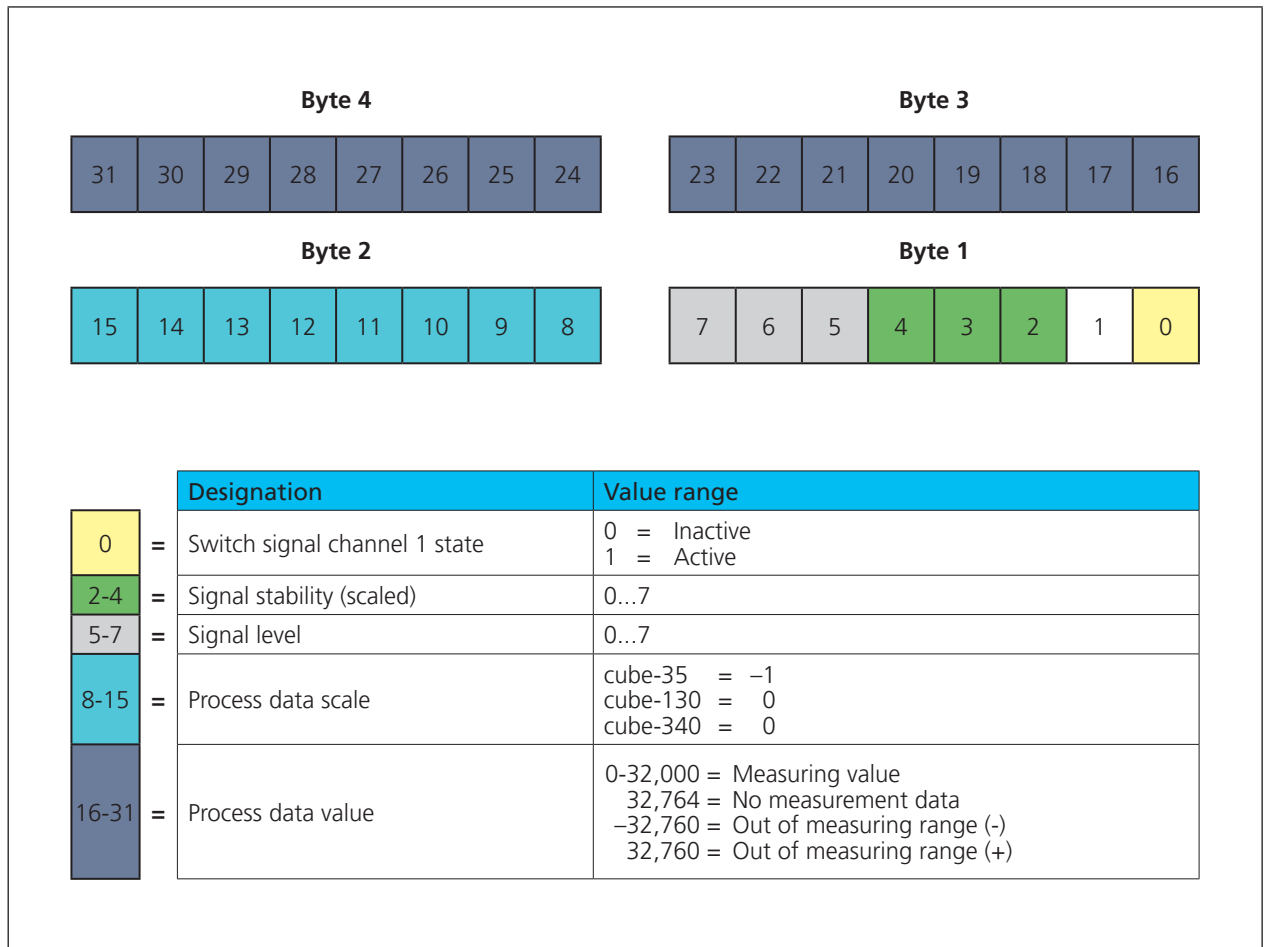 Byte 4
Byte 3
31 30 29 28 27 26 25 24
23 22 21 20 19 18 17 16
Byte 2
Byte 1
15 14 13 12 11 10 9 8
7 6 5 4 3 2 1 0
Designation
Value range
0 = Switch signal channel 1 state
0 = Inactive
1 = Active
2-4 = Signal stability (scaled)
0...7
5-7 = Signal level
0...7
8-15 = Process data scale
cube-35 = –1
cube-130 = 0
cube-340 = 0
16-31 = Process data value
0-32,000 = Measuring value
32,764 = No measurement data
–32,760 = Out of measuring range (-)
32,760 = Out of measuring range (+)